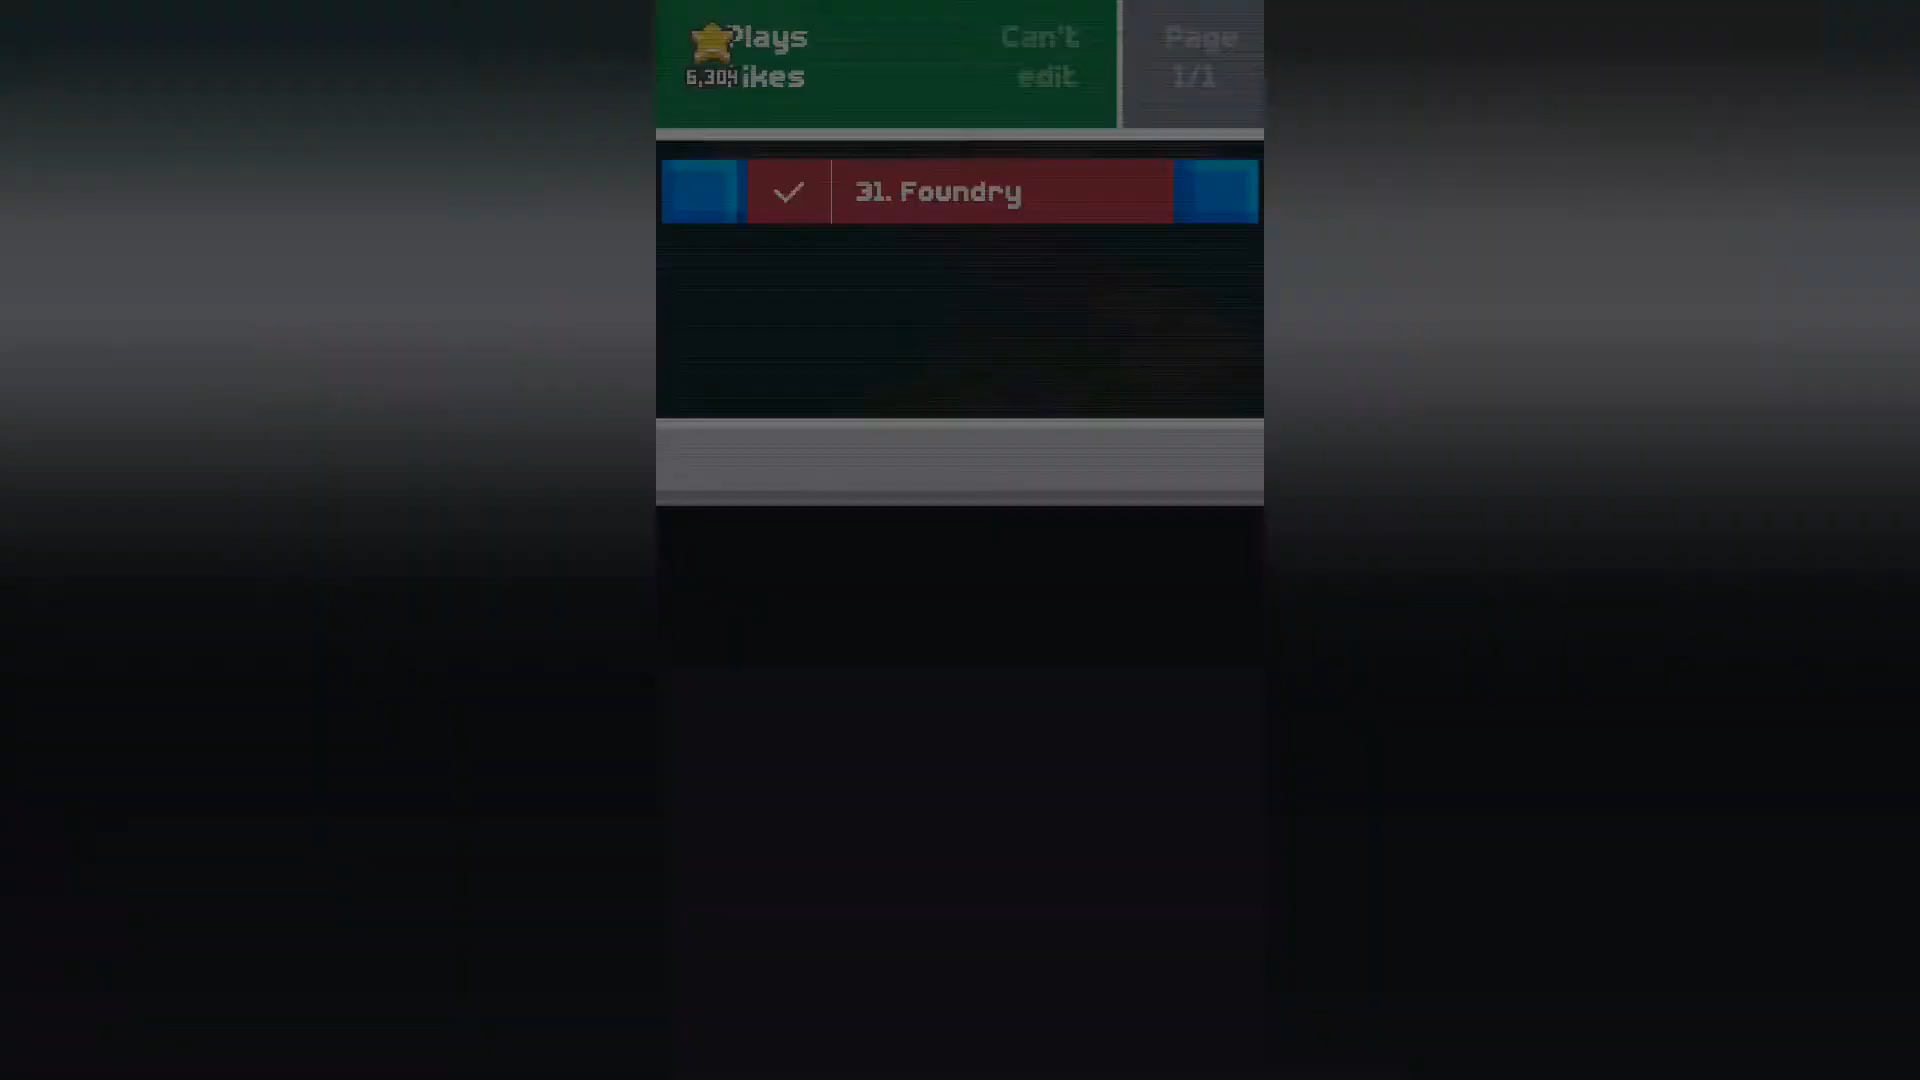 Plays
Can't
Page
6,304
ikes
edit
1/1
31. Foundry